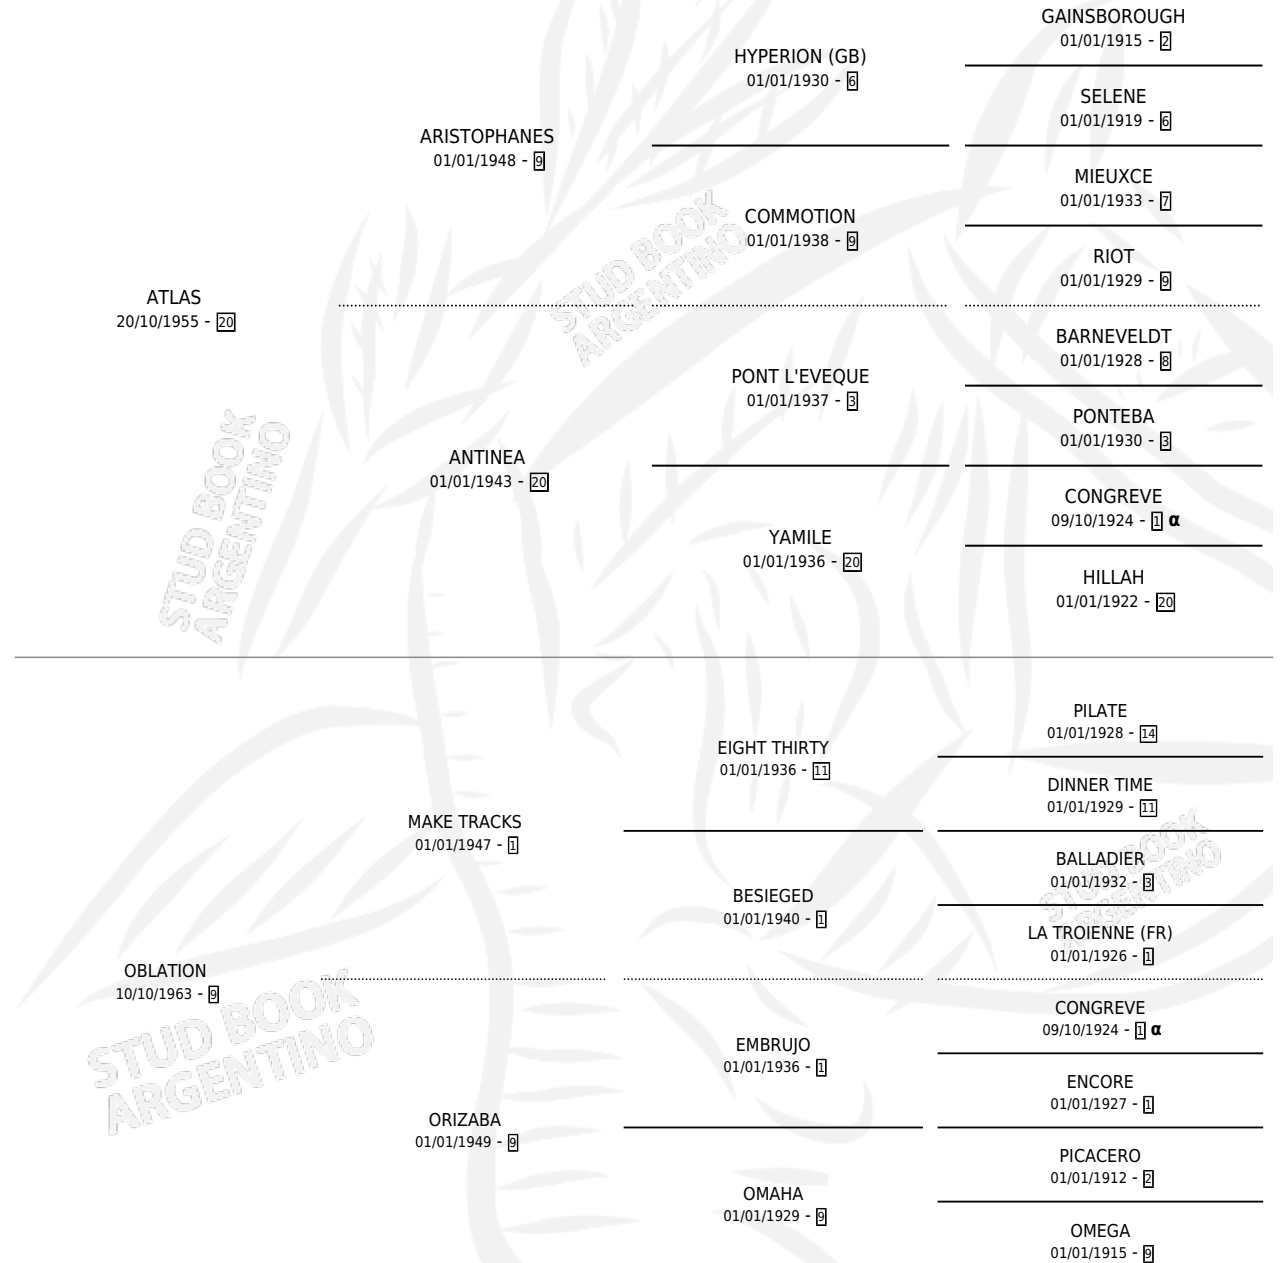 GAINSBOROUGH
01/01/1915 - 2
HYPERION (GB)
01/01/1930 - 6
SELENE
01/01/1919 - 6
ARISTOPHANES
01/01/1948 - 9
MIEUXCE
01/01/1933 - 7
COMMOTION
01/01/1938 - 9
RIOT
01/01/1929 - 9
ATLAS
20/10/1955 - 20
BARNEVELDT
01/01/1928 - 8
PONT L'EVEQUE
01/01/1937 - 3
PONTEBA
01/01/1930 - 3
ANTINEA
01/01/1943 - 20
CONGREVE
09/10/1924 - 1 α
YAMILE
01/01/1936 - 20
HILLAH
01/01/1922 - 20
PILATE
01/01/1928 - 14
EIGHT THIRTY
01/01/1936 - 11
DINNER TIME
01/01/1929 - 11
MAKE TRACKS
01/01/1947 - 1
BALLADIER
01/01/1932 - 3
BESIEGED
01/01/1940 - 1
LA TROIENNE (FR)
01/01/1926 - 1
OBLATION
10/10/1963 - 9
CONGREVE
09/10/1924 - 1 α
EMBRUJO
01/01/1936 - 1
ENCORE
01/01/1927 - 1
ORIZABA
01/01/1949 - 9
PICACERO
01/01/1912 - 2
OMAHA
01/01/1929 - 9
OMEGA
01/01/1915 - 9
STUD BOOK
ARGENTINO
STUD BOOK
ARGENTINO
STUD BOOK
ARGENTINO
STUD BOOK
ARGENTINO